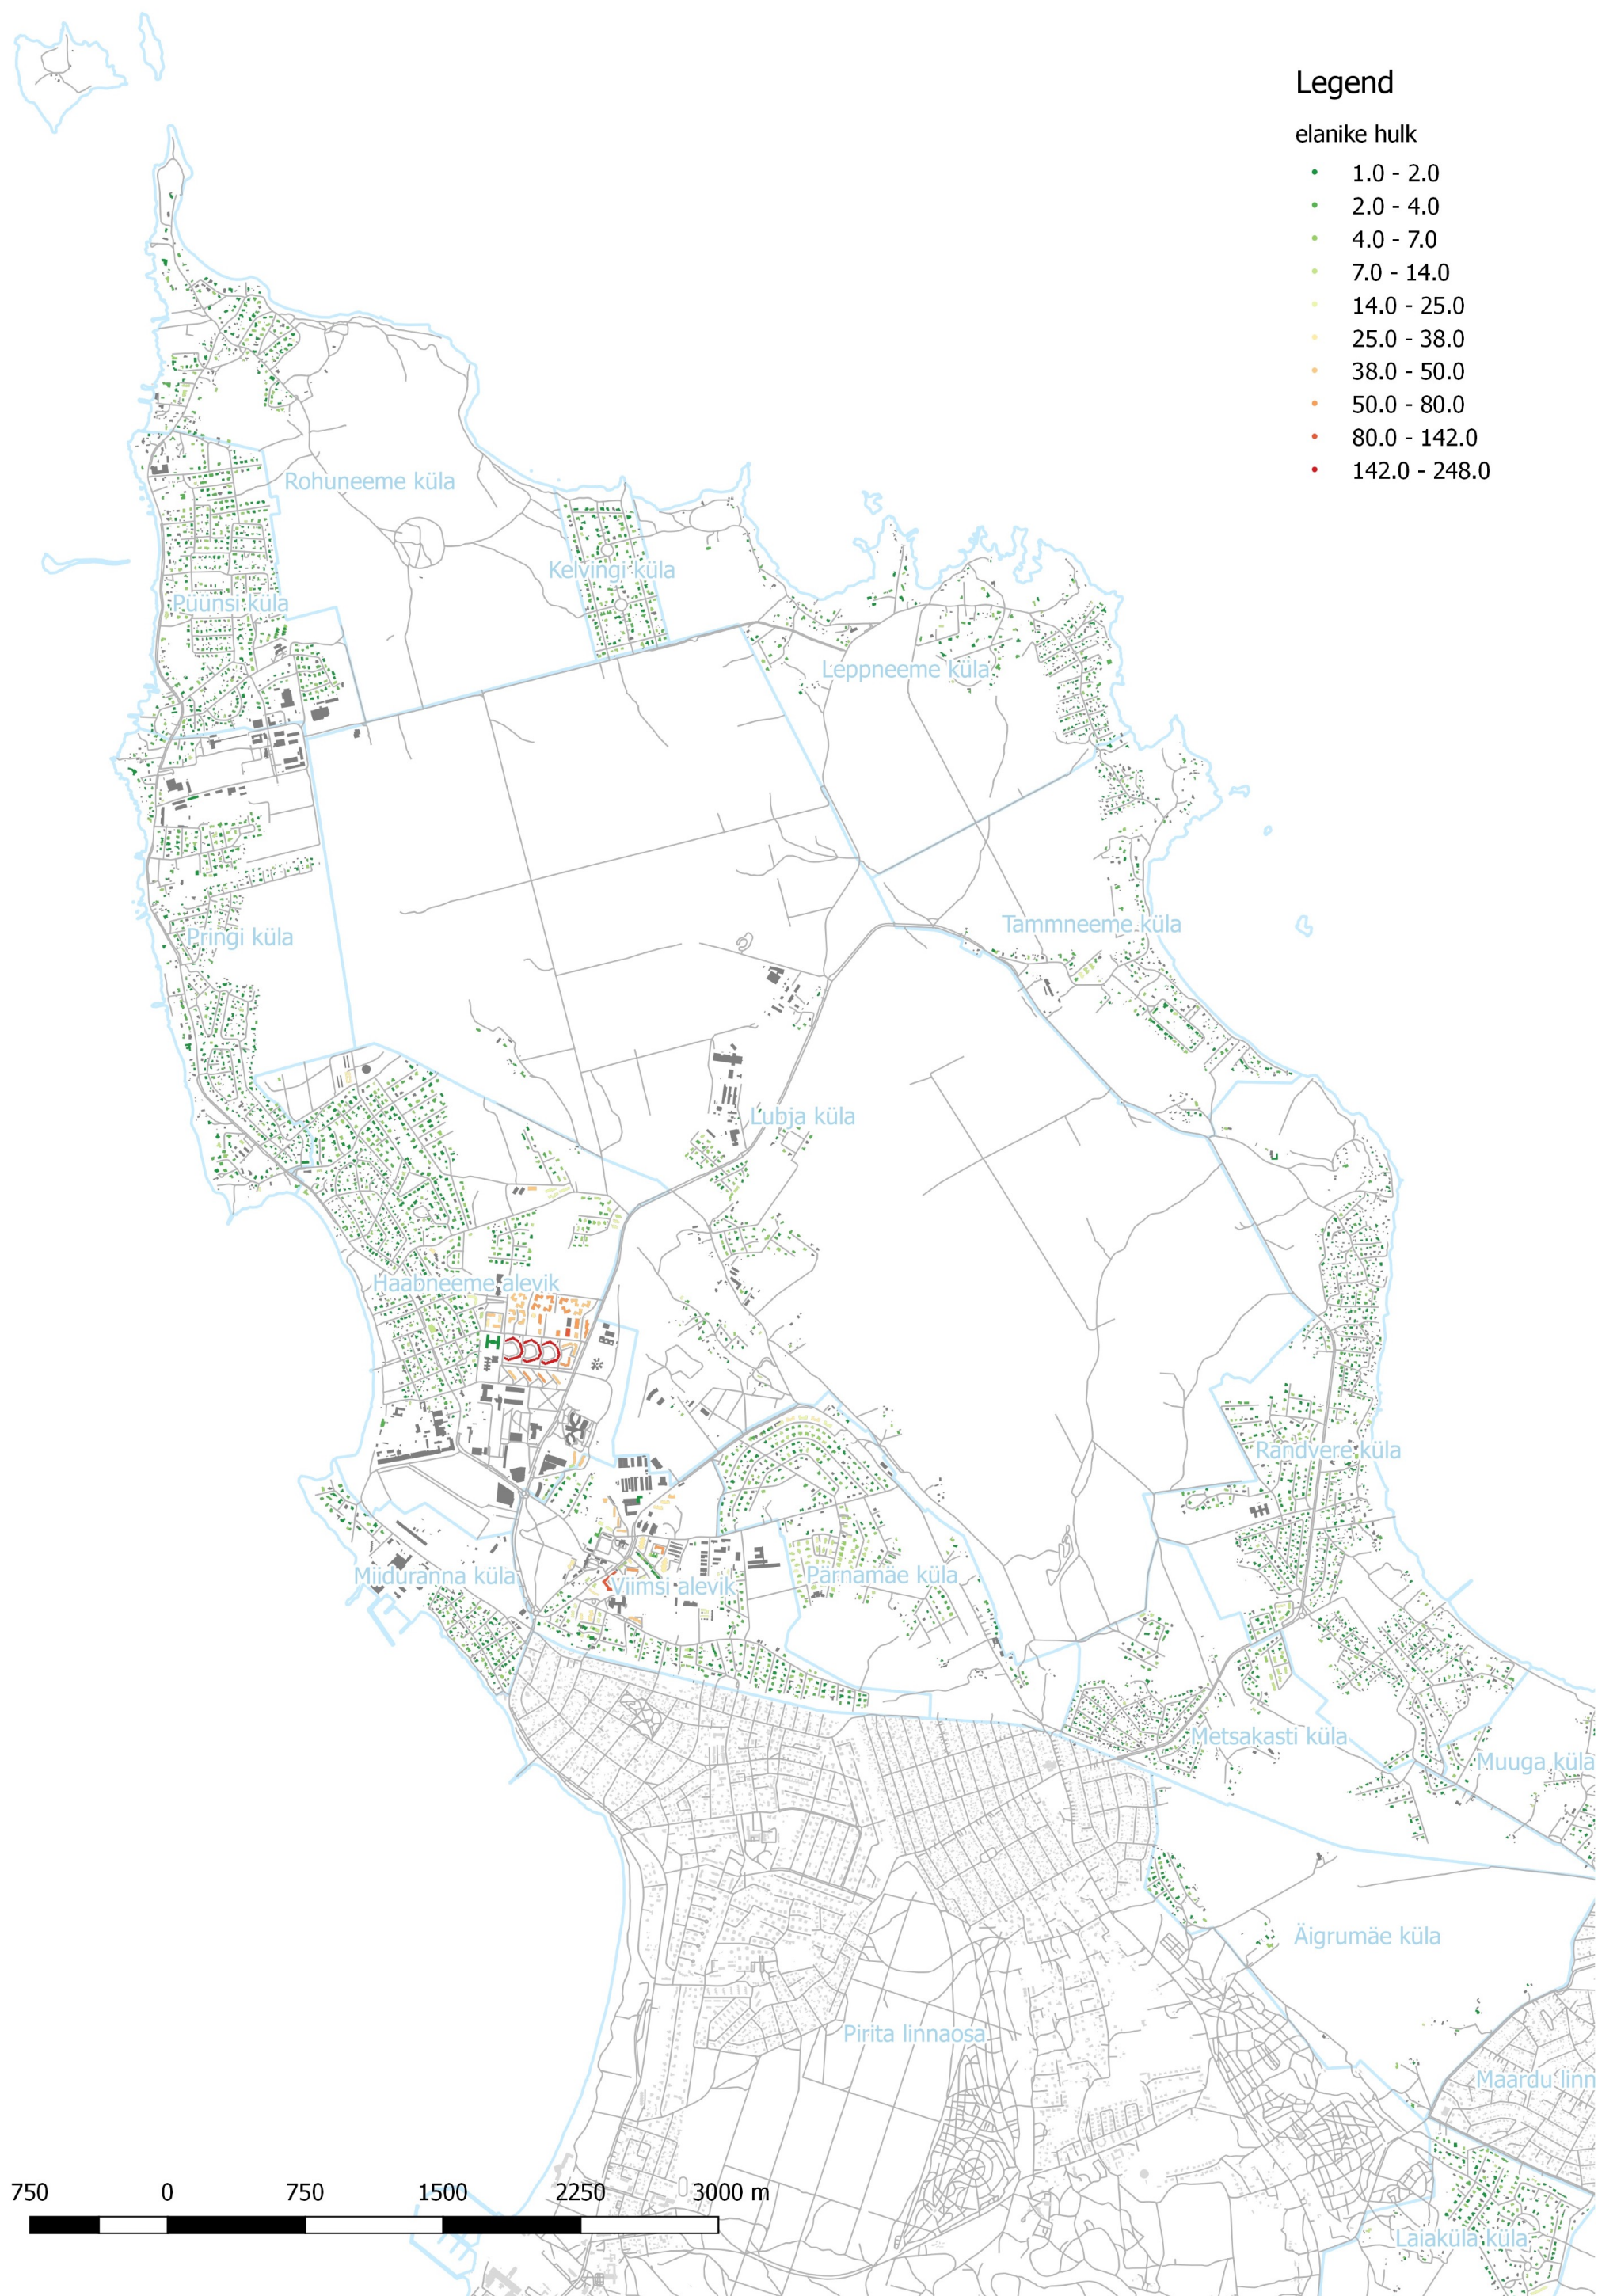 Legend
elanike hulk
1.0 - 2.0
2.0 - 4.0
4.0 - 7.0
7.0 - 14.0
14.0 - 25.0
25.0 - 38.0
38.0 - 50.0
50.0 - 80.0
80.0 - 142.0
142.0 - 248.0
Rohuneeme küla
Kelvingi küla
Püünsi küla
Leppneeme küla
Tammneeme küla
Pringi küla
Lubja küla
Haabneeme alevik
Randvere küla
Miiduranna küla
Viimsi alevik
Pärnamäe küla
Metsakasti küla
Muuga küla
Äigrumäe küla
Pirita linnaosa
Maardu linn
Laiaküla küla
750 0 750 1500 2250 3000 m